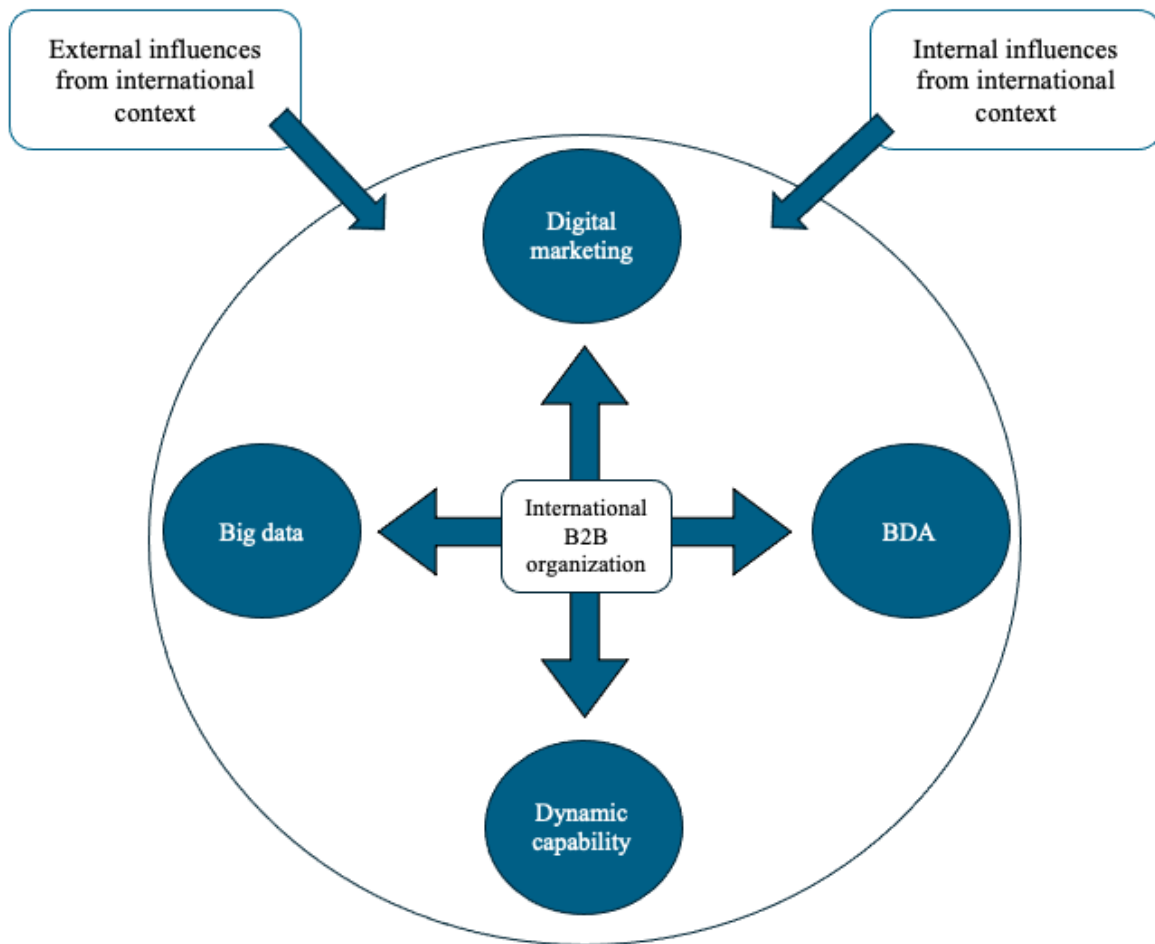 External influences
from international
context
Internal influences
from international
context
Digital
marketing
Big data
International
B2B
organization
BDA
Dynamic
capability